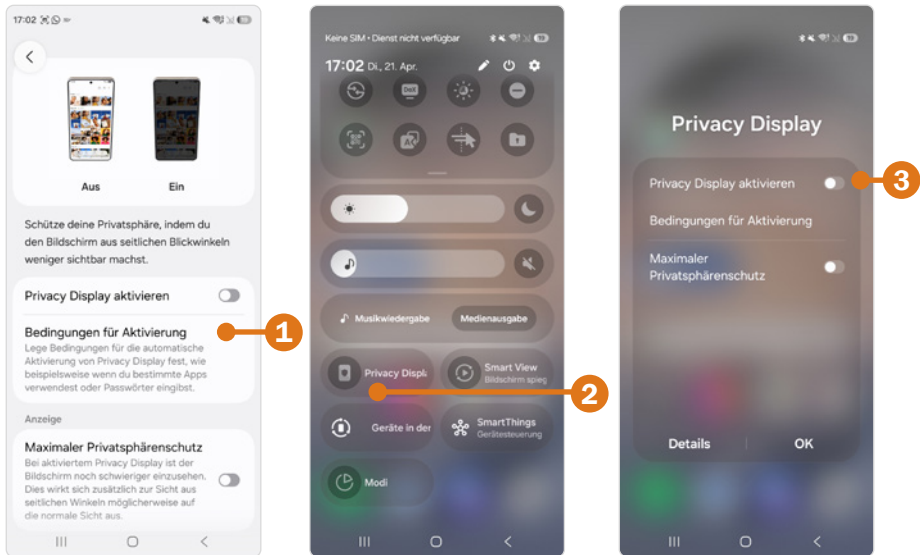 17:02
Aus
Ein
Schütze deine Privatsphäre, indem du
den Bildschirm aus seitlichen Blickwinkeln
weniger sichtbar machst.
Privacy Display aktivieren
Bedingungen für Aktivierung
Lege Bedingungen für die automatische
Aktivierung von Privacy Display fest, wie
beispielsweise wenn du bestimmte Apps
verwendest oder Passwörter eingibst.
Anzeige
Maximaler Privatsphärenschutz
Bei aktiviertem Privacy Display ist der
Bildschirm noch schwieriger einzusehen.
Dies wirkt sich zusätzlich zur Sicht aus
seitlichen Winkeln möglicherweise auf
die normale Sicht aus.
1
Keine SIM • Dienst nicht verfügbar
17:02 Di., 21. Apr.
DeX
Musikwiedergabe
Medienausgabe
Privacy Displ
Smart View
Bildschirm spieg
Geräte in der
SmartThings
Gerätesteuerung
Modi
2
Privacy Display
Privacy Display aktivieren
Bedingungen für Aktivierung
Maximaler
Privatsphärenschutz
Details
OK
3